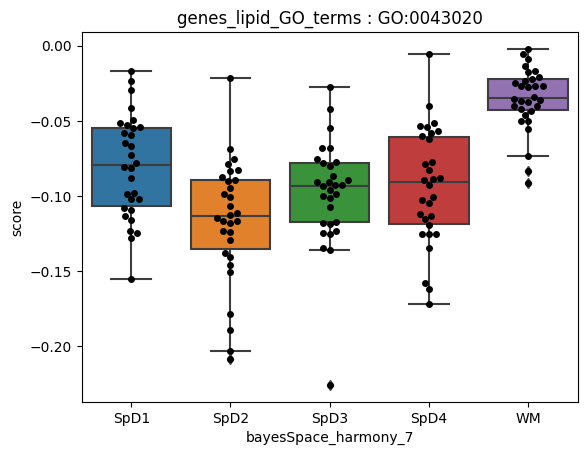 genes_lipid_GO_terms : GO:0043020
0.00
−0.05
−0.10
−0.15
−0.20
score
SpD1 SpD2 SpD3 SpD4 WM
bayesSpace_harmony_7